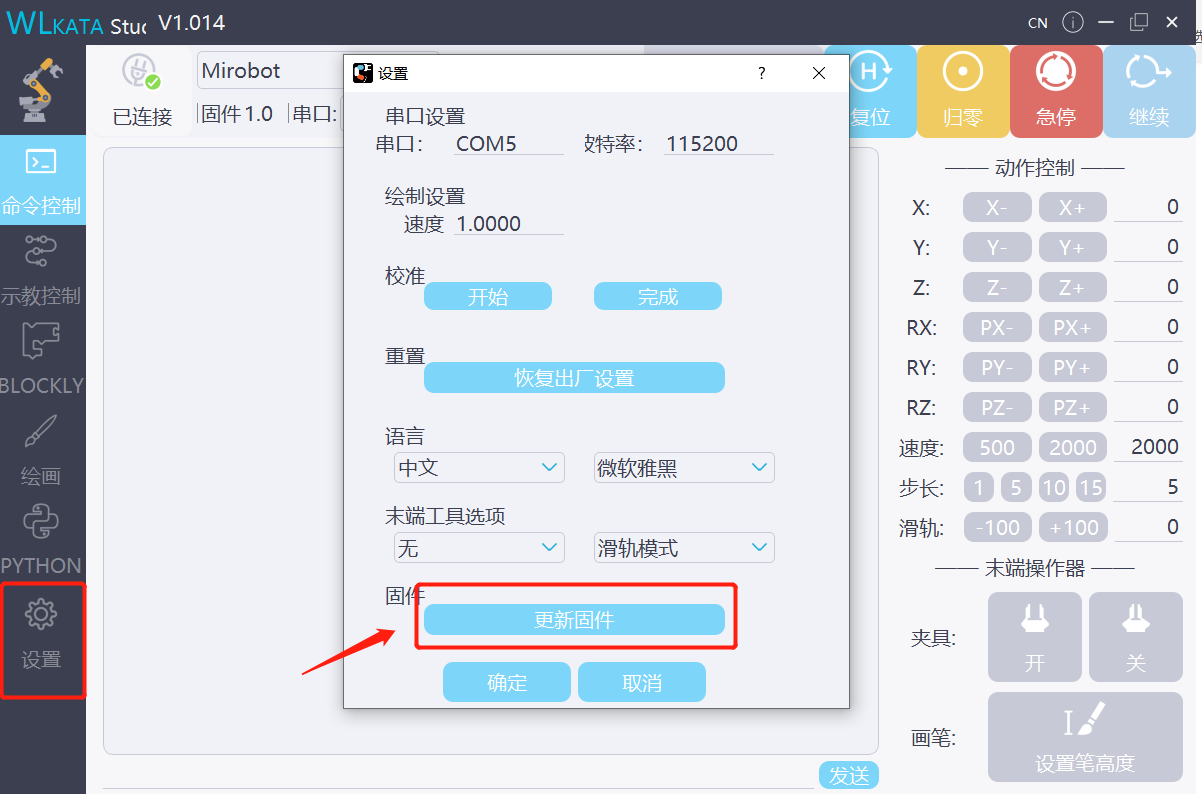 WLKATA Stuc V1.014
CN
已连接
Mirobot
固件 1.0
串口:
复位
归零
急停
继续
命令控制
示教控制
BLOCKLY
绘画
PYTHON
设置
设置
?
串口设置
串口:
COM5
波特率:
115200
绘制设置
速度
1.0000
校准
开始
完成
重置
恢复出厂设置
语言
中文
微软雅黑
末端工具选项
无
滑轨模式
固件
更新固件
确定
取消
发送
动作控制
X: X- X+ 0
Y: Y- Y+ 0
Z: Z- Z+ 0
RX: PX- PX+ 0
RY: PY- PY+ 0
RZ: PZ- PZ+ 0
速度: 500 2000 2000
步长: 1 5 10 15 5
滑轨: -100 +100 0
末端操作器
夹具:
开
关
画笔:
设置笔高度